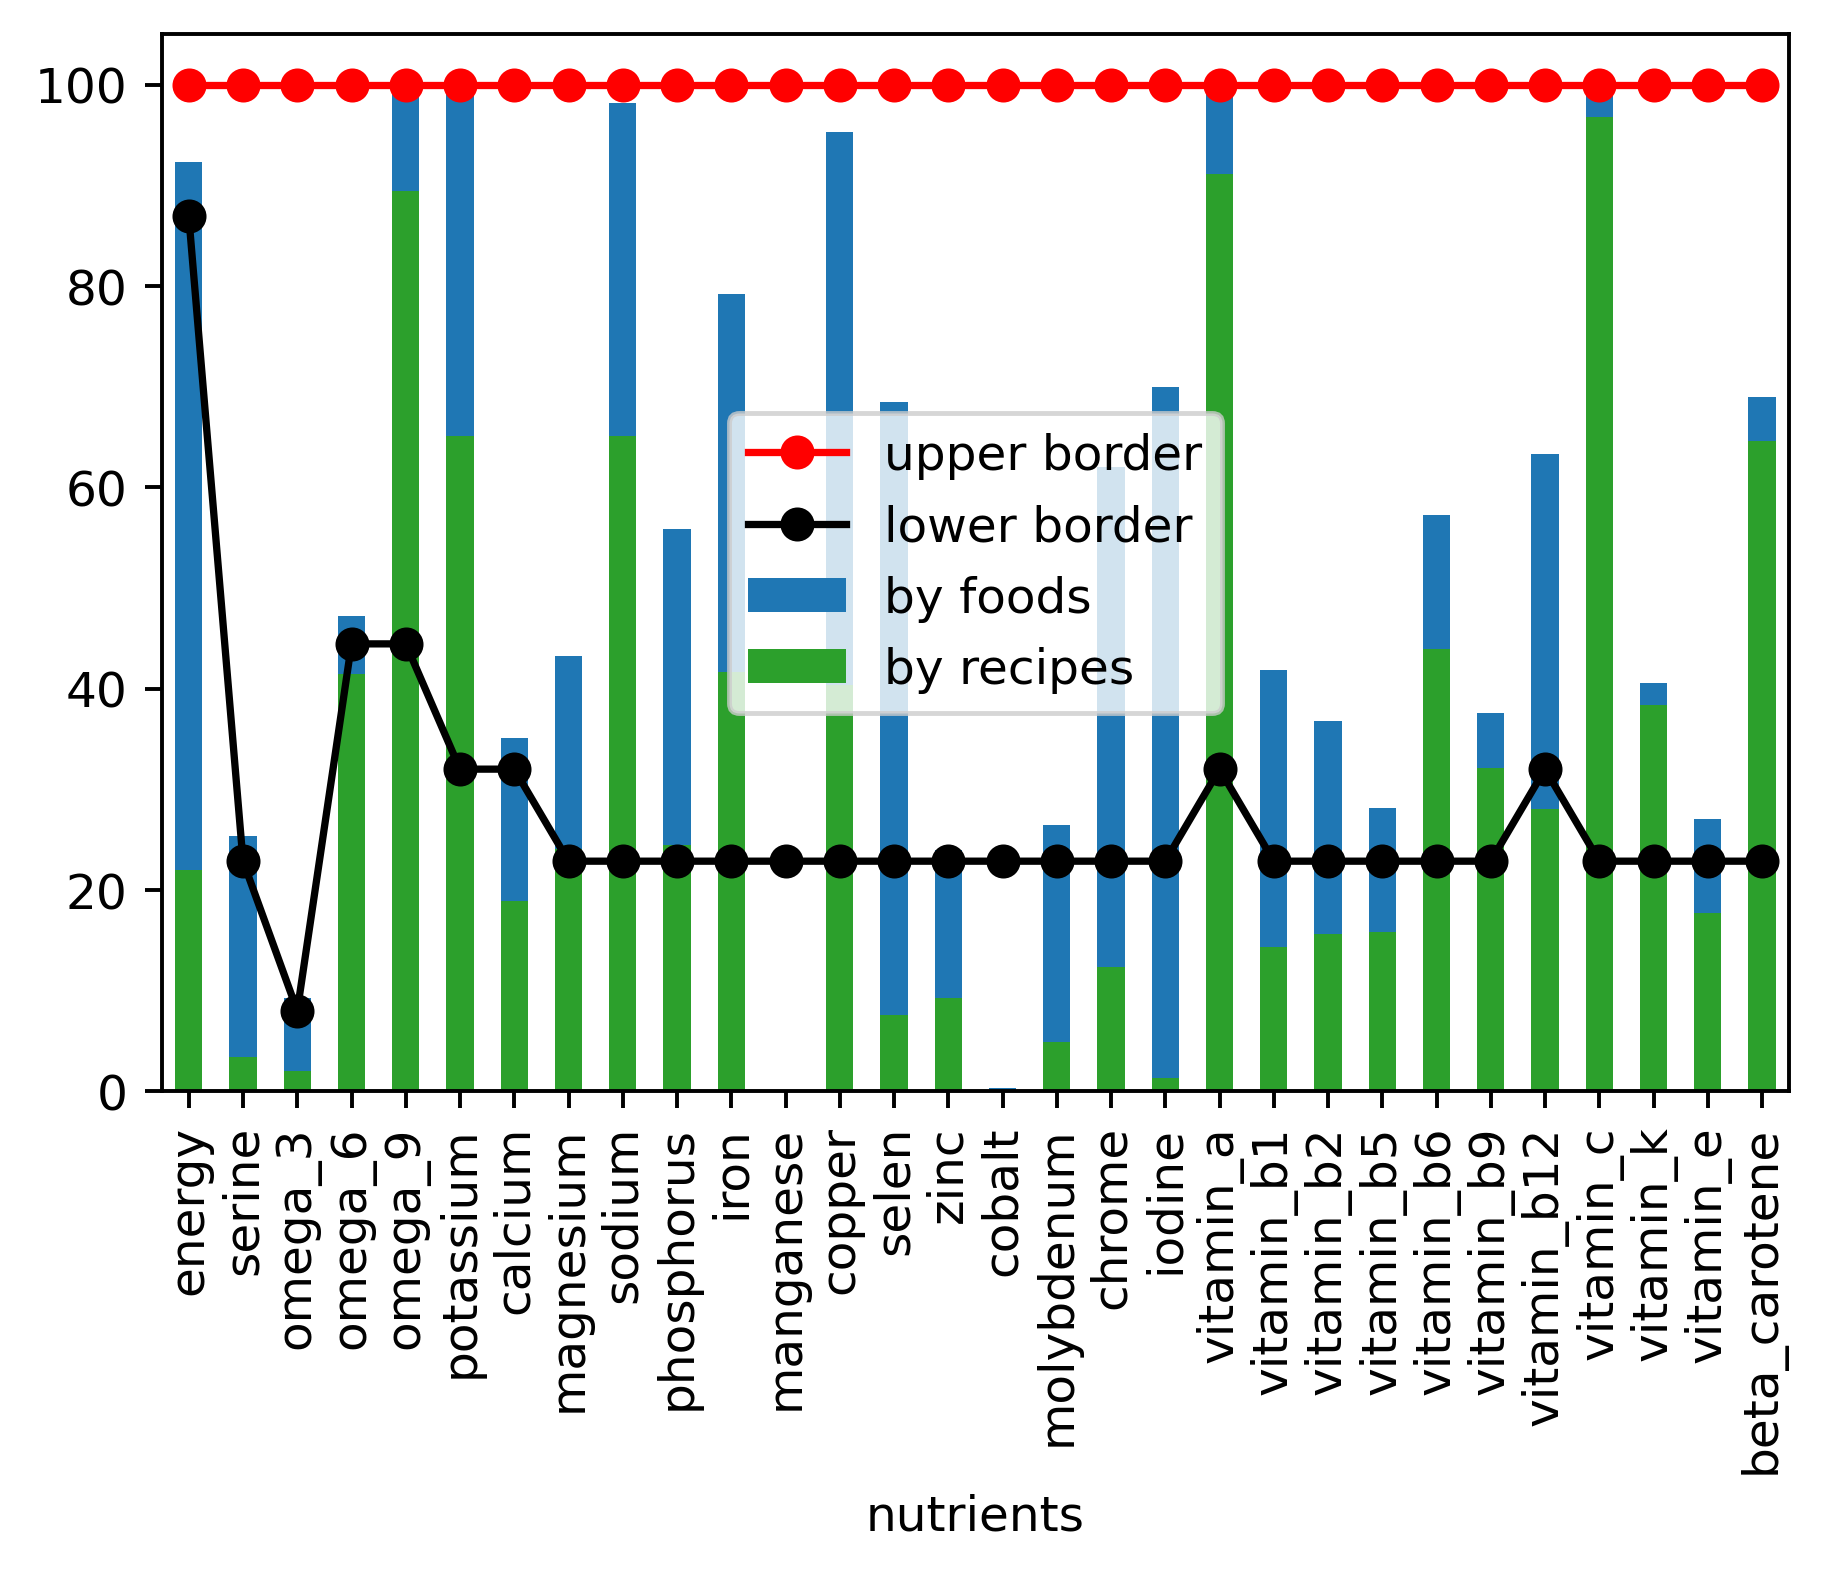 100
80
60
40
20
0
upper border
lower border
by foods
by recipes
energy
serine
omega_3
omega_6
omega_9
potassium
calcium
magnesium
sodium
phosphorus
iron
manganese
copper
selen
zinc
cobalt
molybdenum
chrome
iodine
vitamin_a
vitamin_b1
vitamin_b2
vitamin_b5
vitamin_b6
vitamin_b9
vitamin_b12
vitamin_c
vitamin_k
vitamin_e
beta_carotene
nutrients